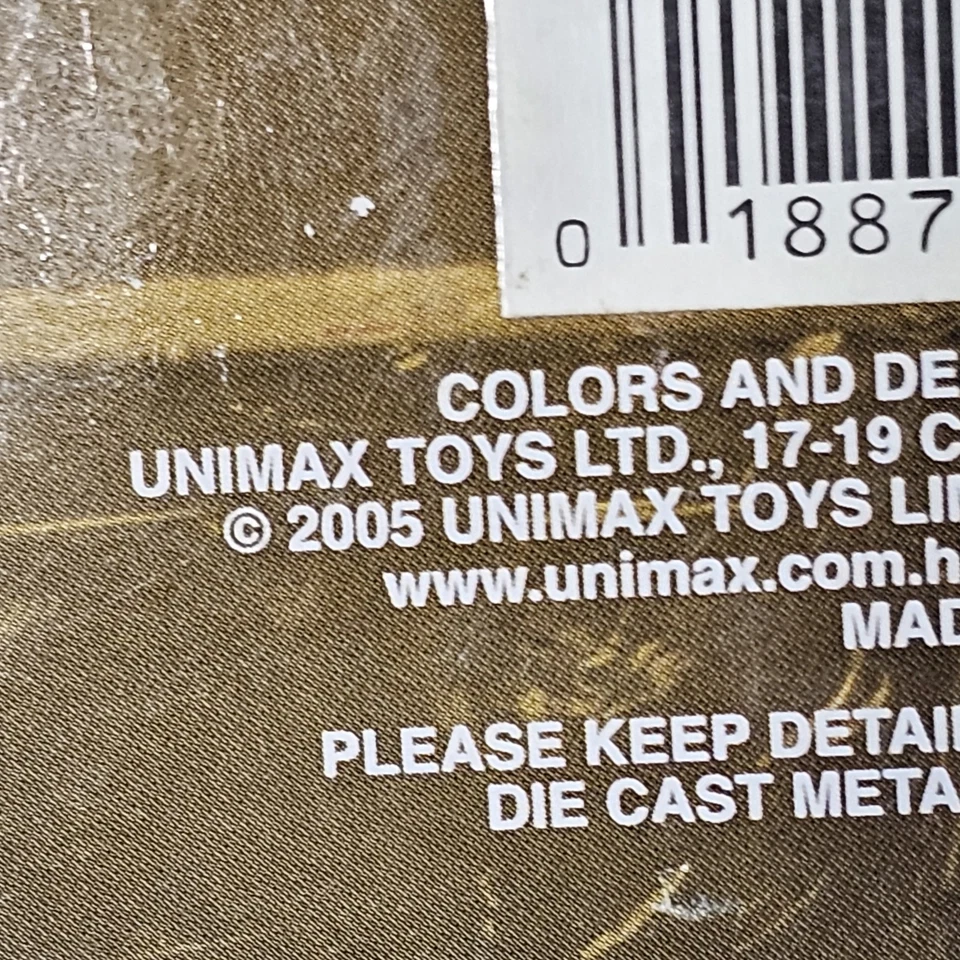 0 1887
COLORS AND DE
UNIMAX TOYS LTD., 17-19 C
© 2005 UNIMAX TOYS LI
www.unimax.com.h
MAD
PLEASE KEEP DETAI
DIE CAST META